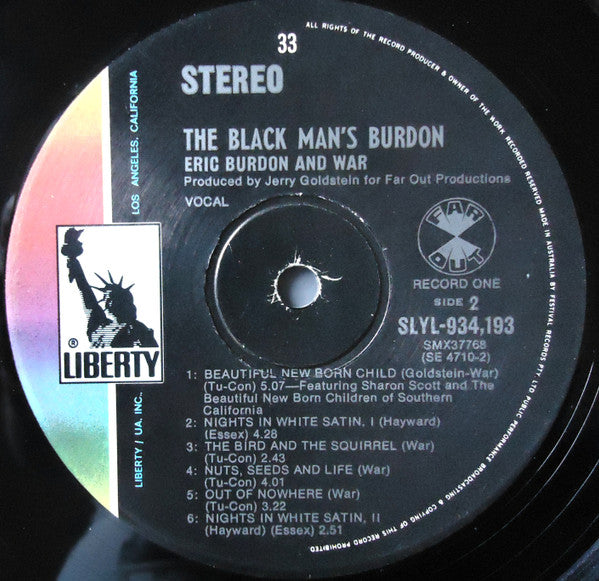 33
STEREO
ALL RIGHTS OF THE RECORD PRODUCER & OWNER OF THE WORK RECORDED RESERVED MADE IN AUSTRALIA BY FESTIVAL RECORDS PTY LTD PUBLIC PERFORMANCE BROADCASTING & COPYING OF THIS RECORD PROHIBITED
THE BLACK MAN'S BURDON
ERIC BURDON AND WAR
Produced by Jerry Goldstein for Far Out Productions
VOCAL
FAR
OUT
RECORD ONE
SIDE 2
SLYL-934,193
SMX37768
(SE 4710-2)
LOS ANGELES, CALIFORNIA
® LIBERTY
LIBERTY / UA, INC.
1: BEAUTIFUL NEW BORN CHILD (Goldstein-War)
(Tu-Con) 5.07—Featuring Sharon Scott and The
Beautiful New Born Children of Southern
California
2: NIGHTS IN WHITE SATIN, I (Hayward)
(Essex) 4.28
3: THE BIRD AND THE SQUIRREL (War)
(Tu-Con) 2.43
4: NUTS, SEEDS AND LIFE (War)
(Tu-Con) 4.01
5: OUT OF NOWHERE (War)
(Tu-Con) 3.22
6: NIGHTS IN WHITE SATIN, II
(Hayward) (Essex) 2.51